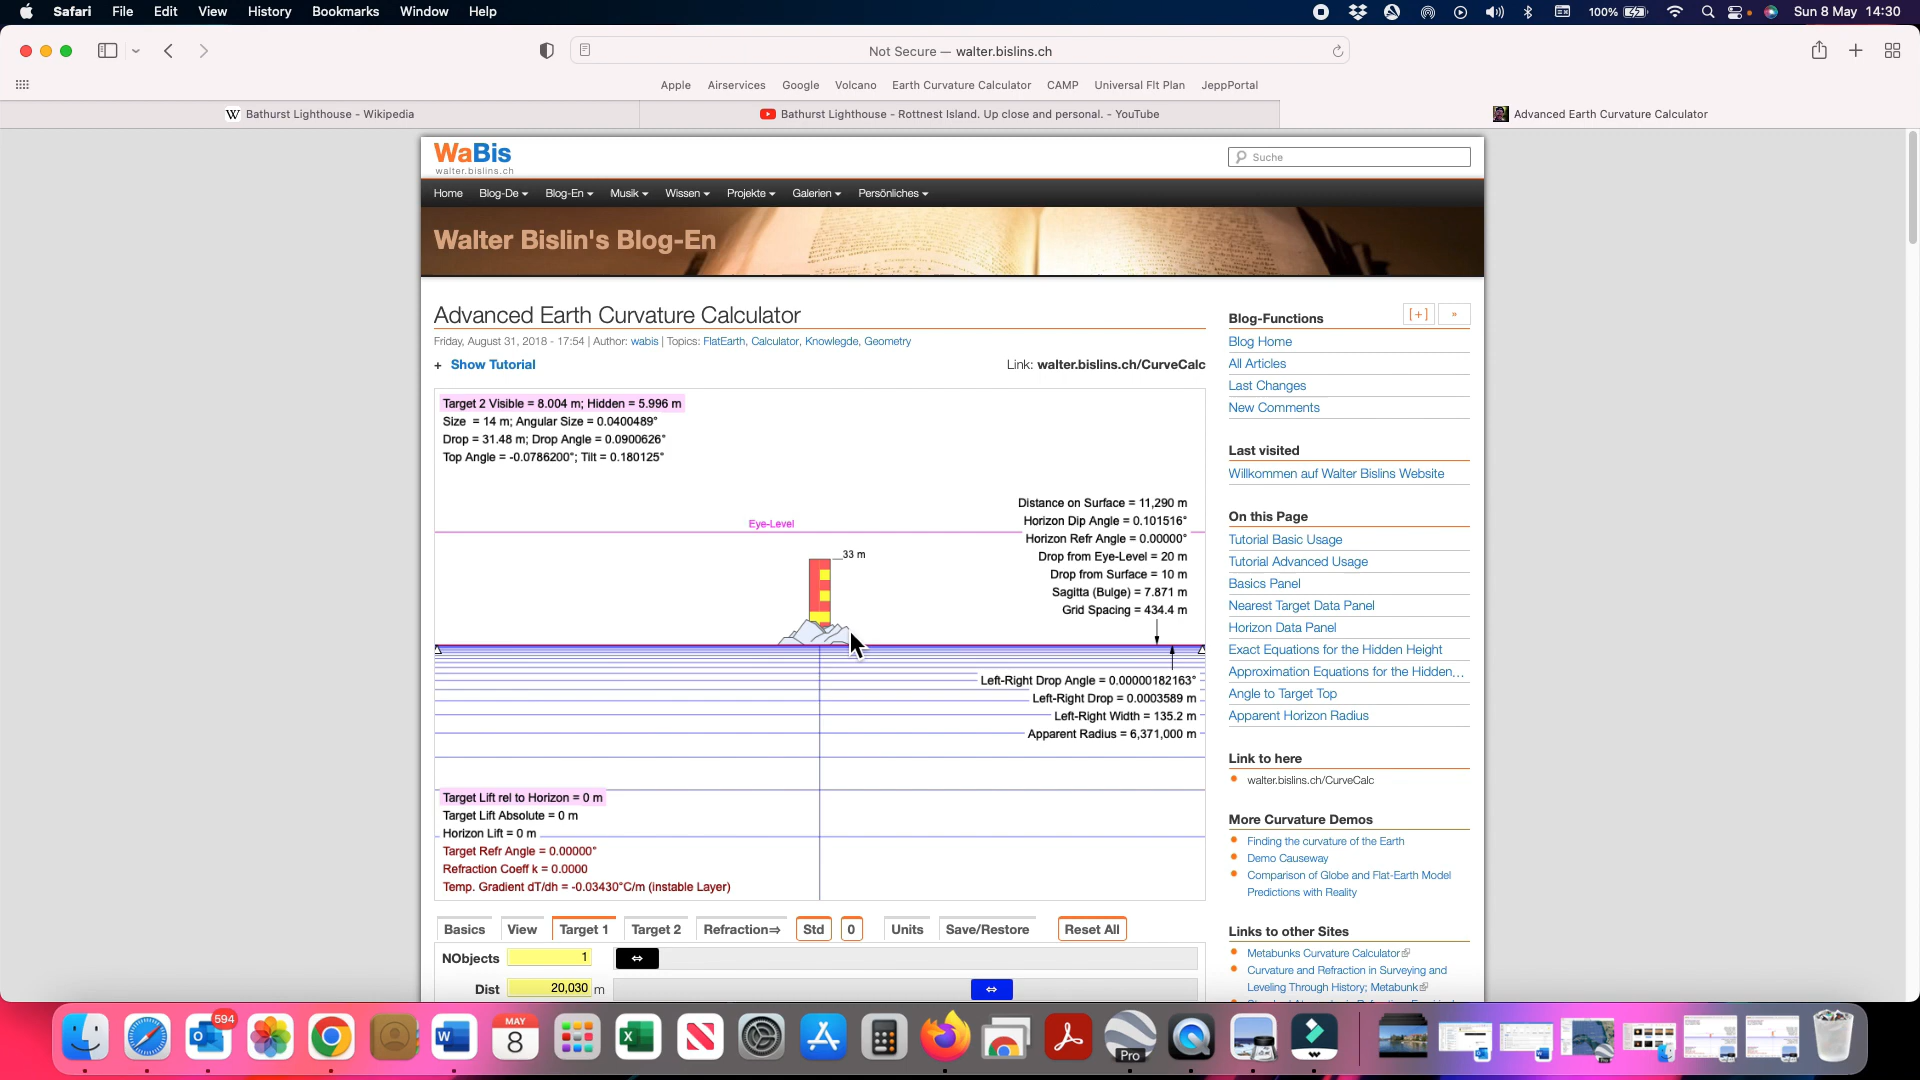 Safari File Edit View History Bookmarks Window Help 100% Sun 8 May 14:30
Not Secure — walter.bislins.ch
Apple Airservices Google Volcano Earth Curvature Calculator CAMP Universal Flt Plan JeppPortal
W Bathurst Lighthouse - Wikipedia
Bathurst Lighthouse - Rottnest Island. Up close and personal. - YouTube
Advanced Earth Curvature Calculator
WaBis
walter.bislins.ch
Suche
Home Blog-De Blog-En Musik Wissen Projekte Galerien Persönliches
Walter Bislin's Blog-En
Advanced Earth Curvature Calculator
Friday, August 31, 2018 - 17:54 | Author: wabis | Topics: FlatEarth, Calculator, Knowlegde, Geometry
+ Show Tutorial
Link: walter.bislins.ch/CurveCalc
Target 2 Visible = 8.004 m; Hidden = 5.996 m
Size = 14 m; Angular Size = 0.0400489°
Drop = 31.48 m; Drop Angle = 0.0900626°
Top Angle = -0.0786200°; Tilt = 0.180125°
Eye-Level
33 m
Distance on Surface = 11,290 m
Horizon Dip Angle = 0.101516°
Horizon Refr Angle = 0.00000°
Drop from Eye-Level = 20 m
Drop from Surface = 10 m
Sagitta (Bulge) = 7.871 m
Grid Spacing = 434.4 m
Left-Right Drop Angle = 0.00000182163°
Left-Right Drop = 0.0003589 m
Left-Right Width = 135.2 m
Apparent Radius = 6,371,000 m
Target Lift rel to Horizon = 0 m
Target Lift Absolute = 0 m
Horizon Lift = 0 m
Target Refr Angle = 0.00000°
Refraction Coeff k = 0.0000
Temp. Gradient dT/dh = -0.03430°C/m (instable Layer)
Basics View Target 1 Target 2 Refraction⇒ Std 0 Units Save/Restore Reset All
NObjects 1 ⇔
Dist 20,030 m ⇔
Blog-Functions [+] »
Blog Home
All Articles
Last Changes
New Comments
Last visited
Willkommen auf Walter Bislins Website
On this Page
Tutorial Basic Usage
Tutorial Advanced Usage
Basics Panel
Nearest Target Data Panel
Horizon Data Panel
Exact Equations for the Hidden Height
Approximation Equations for the Hidden...
Angle to Target Top
Apparent Horizon Radius
Link to here
walter.bislins.ch/CurveCalc
More Curvature Demos
Finding the curvature of the Earth
Demo Causeway
Comparison of Globe and Flat-Earth Model
Predictions with Reality
Links to other Sites
Metabunks Curvature Calculator
Curvature and Refraction in Surveying and
Leveling Through History; Metabunk
594
MAY
8
Pro